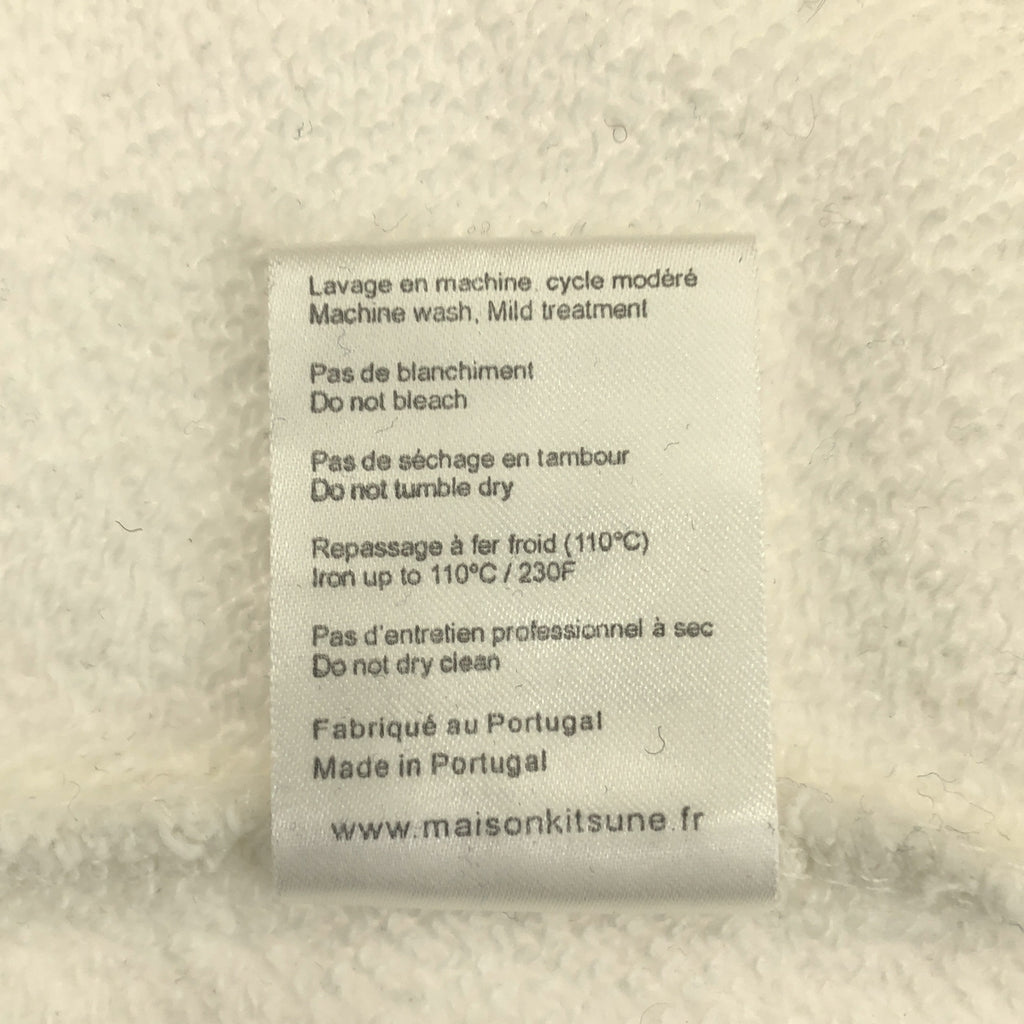 Lavage en machine, cycle modéré
Machine wash, Mild treatment
Pas de blanchiment
Do not bleach
Pas de séchage en tambour
Do not tumble dry
Repassage à fer froid (110ºC)
Iron up to 110ºC / 230F
Pas d'entretien professionnel à sec
Do not dry clean
Fabriqué au Portugal
Made in Portugal
www.maisonkitsune.fr